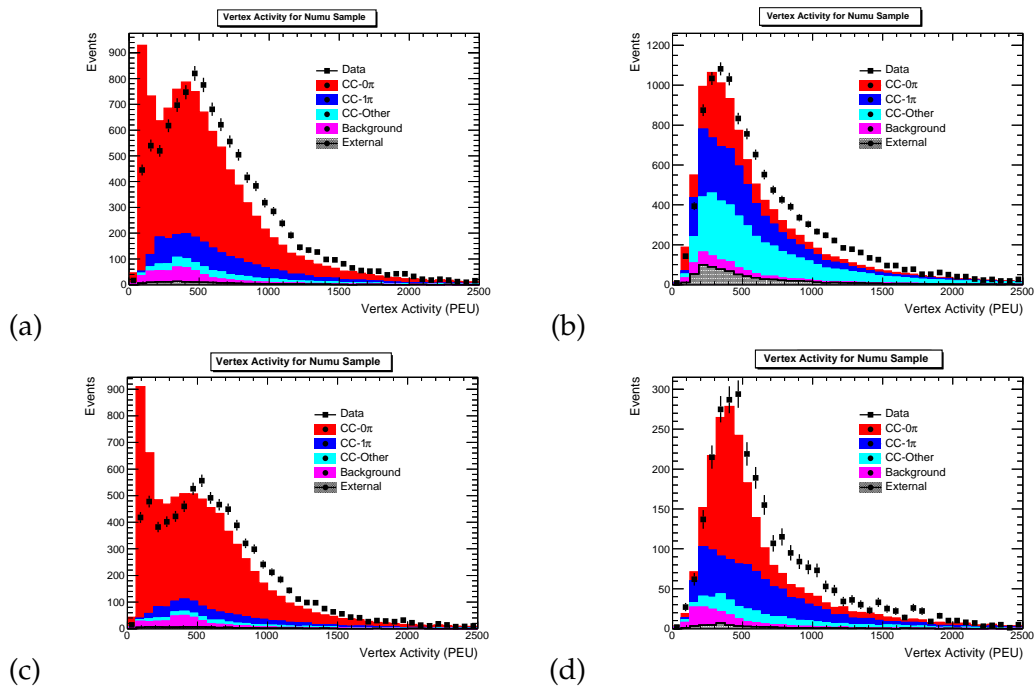 Vertex Activity for Numu Sample
Events
900
800
700
600
500
400
300
200
100
0
0 500 1000 1500 2000 2500
Vertex Activity (PEU)
Data
CC-0π
CC-1π
CC-Other
Background
External
(a)
Vertex Activity for Numu Sample
Events
1200
1000
800
600
400
200
0
0 500 1000 1500 2000 2500
Vertex Activity (PEU)
Data
CC-0π
CC-1π
CC-Other
Background
External
(b)
Vertex Activity for Numu Sample
Events
900
800
700
600
500
400
300
200
100
0
0 500 1000 1500 2000 2500
Vertex Activity (PEU)
Data
CC-0π
CC-1π
CC-Other
Background
External
(c)
Vertex Activity for Numu Sample
Events
300
250
200
150
100
50
0
0 500 1000 1500 2000 2500
Vertex Activity (PEU)
Data
CC-0π
CC-1π
CC-Other
Background
External
(d)